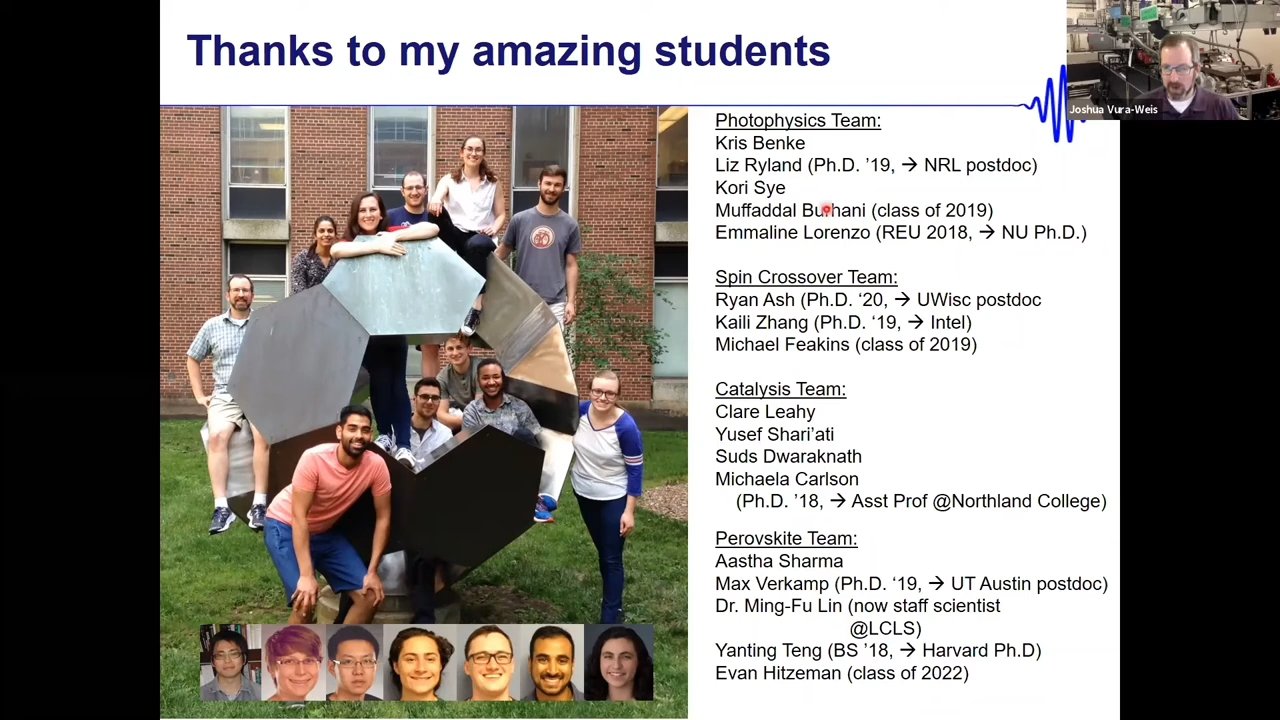 Thanks to my amazing students
Joshua Vura-Weis
Photophysics Team:
Kris Benke
Liz Ryland (Ph.D. ’19, → NRL postdoc)
Kori Sye
Muffaddal Burhani (class of 2019)
Emmaline Lorenzo (REU 2018, → NU Ph.D.)
Spin Crossover Team:
Ryan Ash (Ph.D. ‘20, → UWisc postdoc
Kaili Zhang (Ph.D. ‘19, → Intel)
Michael Feakins (class of 2019)
Catalysis Team:
Clare Leahy
Yusef Shari’ati
Suds Dwaraknath
Michaela Carlson
(Ph.D. ’18, → Asst Prof @Northland College)
Perovskite Team:
Aastha Sharma
Max Verkamp (Ph.D. ‘19, → UT Austin postdoc)
Dr. Ming-Fu Lin (now staff scientist
@LCLS)
Yanting Teng (BS ’18, → Harvard Ph.D)
Evan Hitzeman (class of 2022)